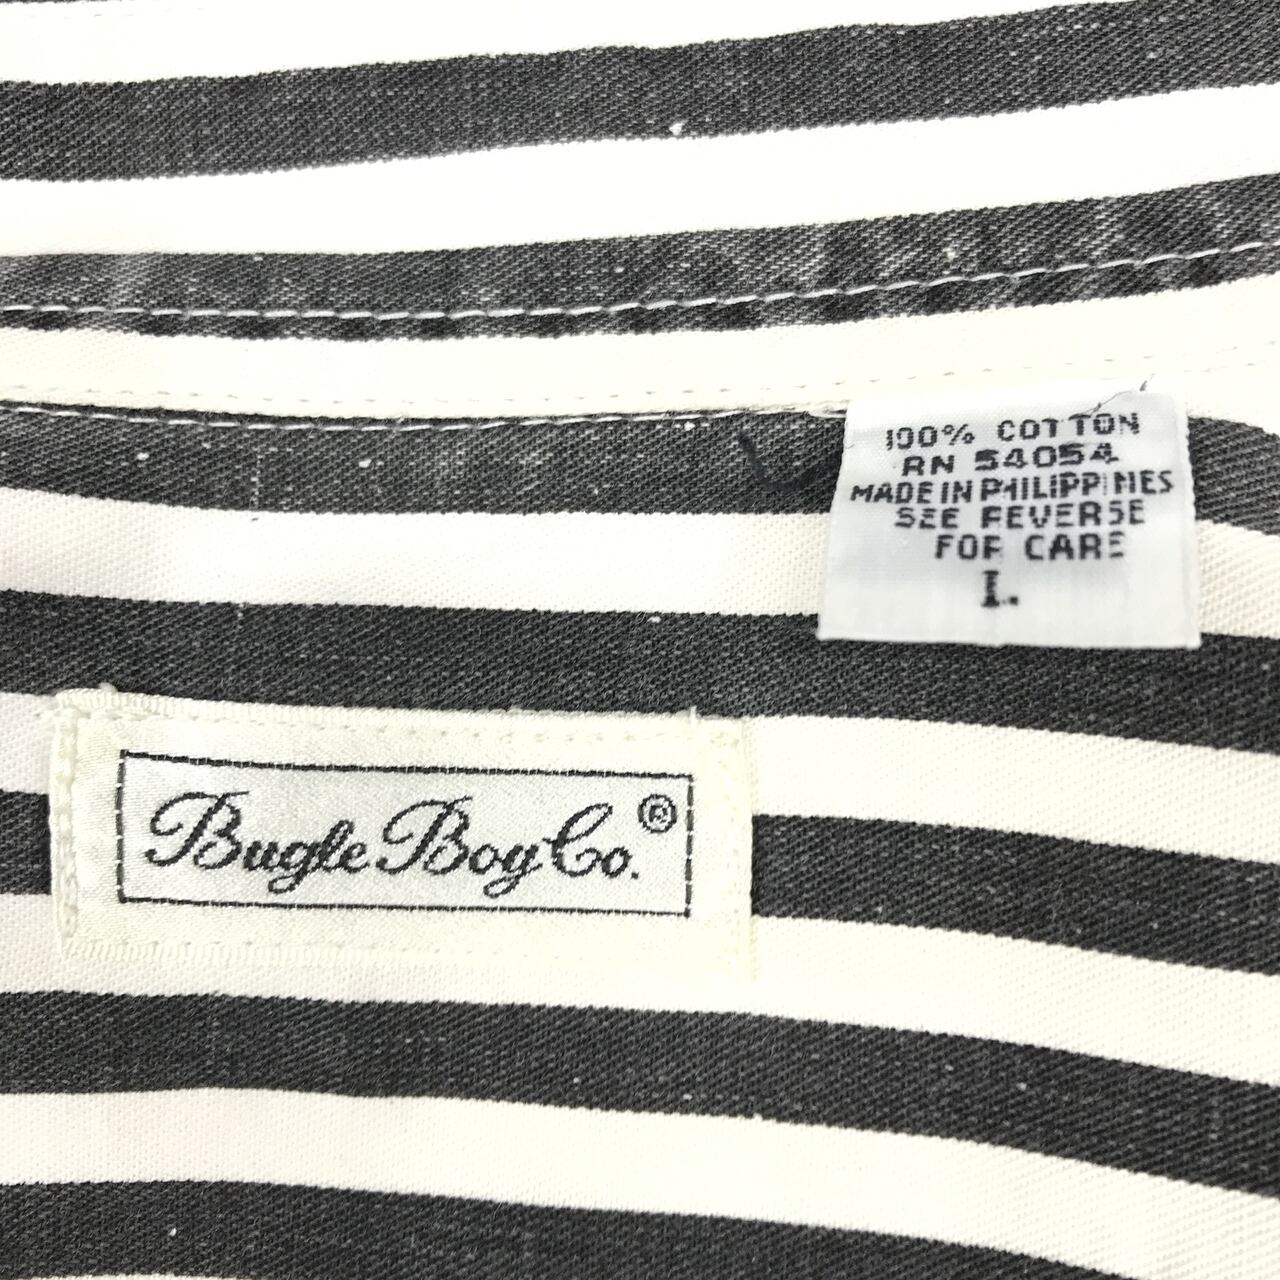 100% COTTON
RN 54054
MADE IN PHILIPPINES
SEE REVERSE
FOR CARE
L.
Bugle Boy Co.®